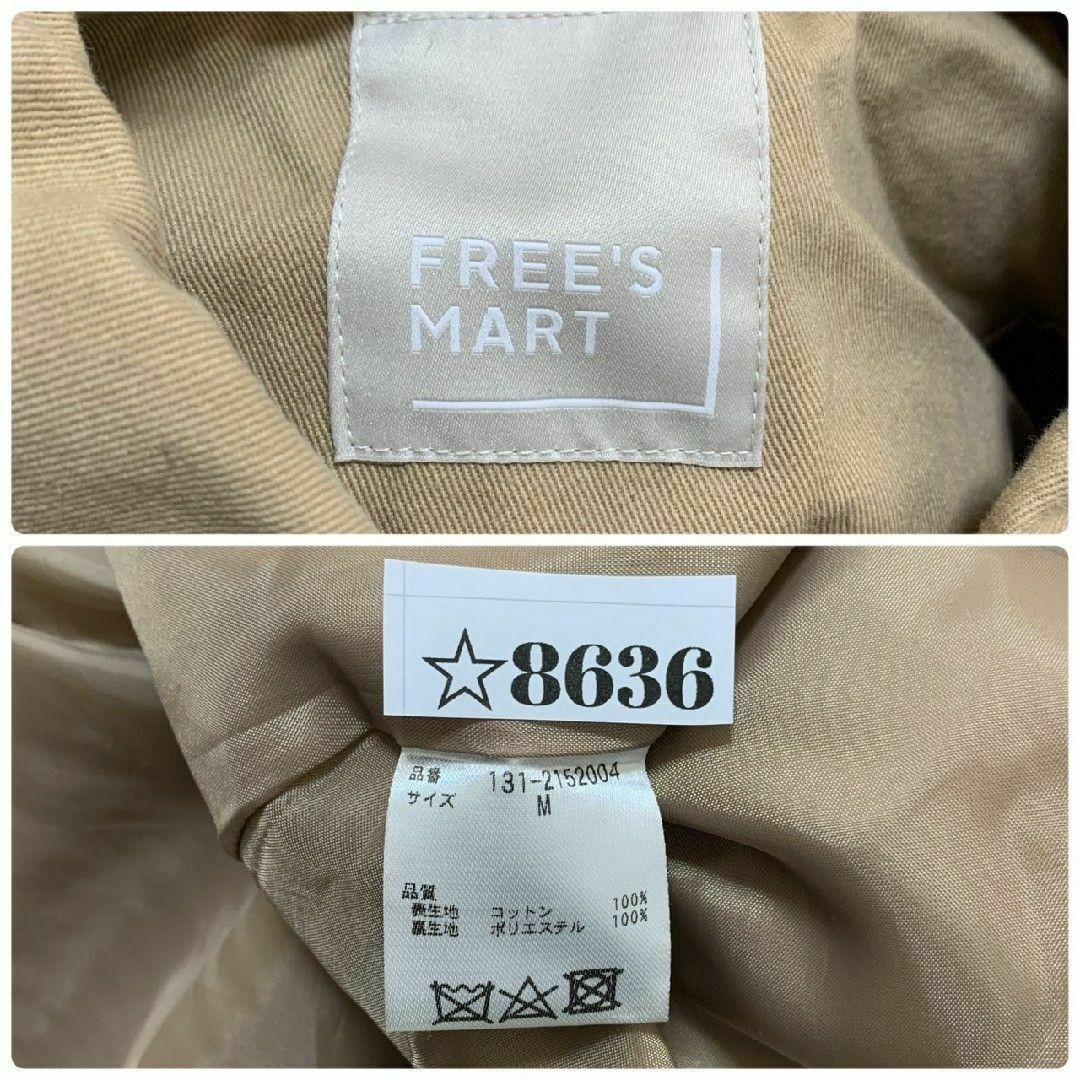 FREE'S
MART
☆8636
品番 131-2152004
サイズ M
品質
表生地 コットン 100%
裏生地 ポリエステル 100%